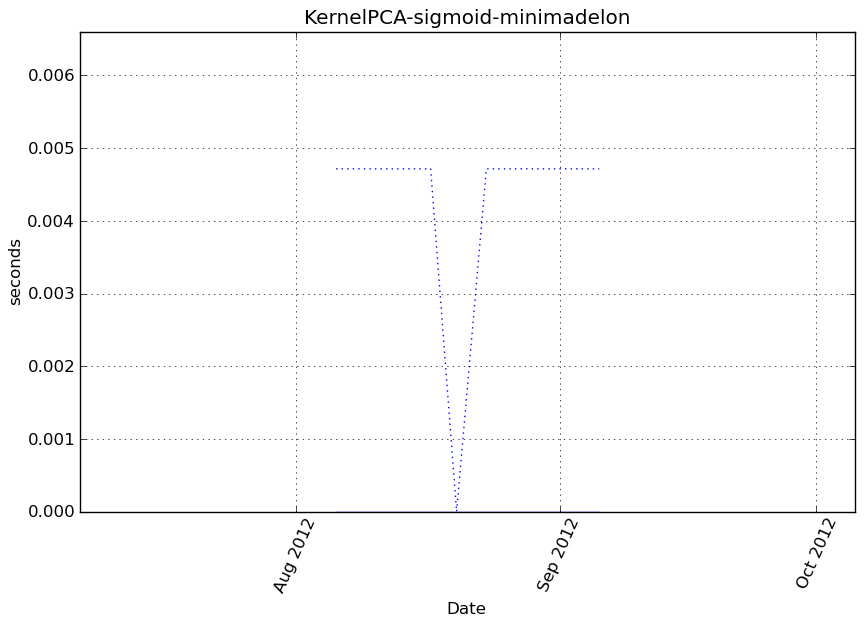 KernelPCA-sigmoid-minimadelon
0.006
0.005
0.004
0.003
0.002
0.001
0.000
seconds
Aug 2012
Sep 2012
Oct 2012
Date